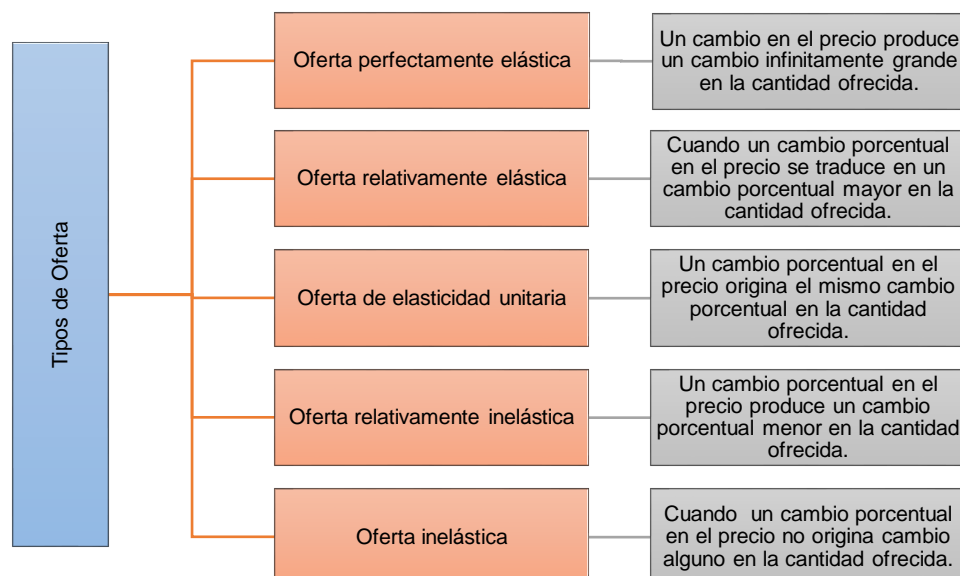 Tipos de Oferta
Oferta perfectamente elástica
Un cambio en el precio produce
un cambio infinitamente grande
en la cantidad ofrecida.
Oferta relativamente elástica
Cuando un cambio porcentual
en el precio se traduce en un
cambio porcentual mayor en la
cantidad ofrecida.
Oferta de elasticidad unitaria
Un cambio porcentual en el
precio origina el mismo cambio
porcentual en la cantidad
ofrecida.
Oferta relativamente inelástica
Un cambio porcentual en el
precio produce un cambio
porcentual menor en la cantidad
ofrecida.
Oferta inelástica
Cuando un cambio porcentual
en el precio no origina cambio
alguno en la cantidad ofrecida.